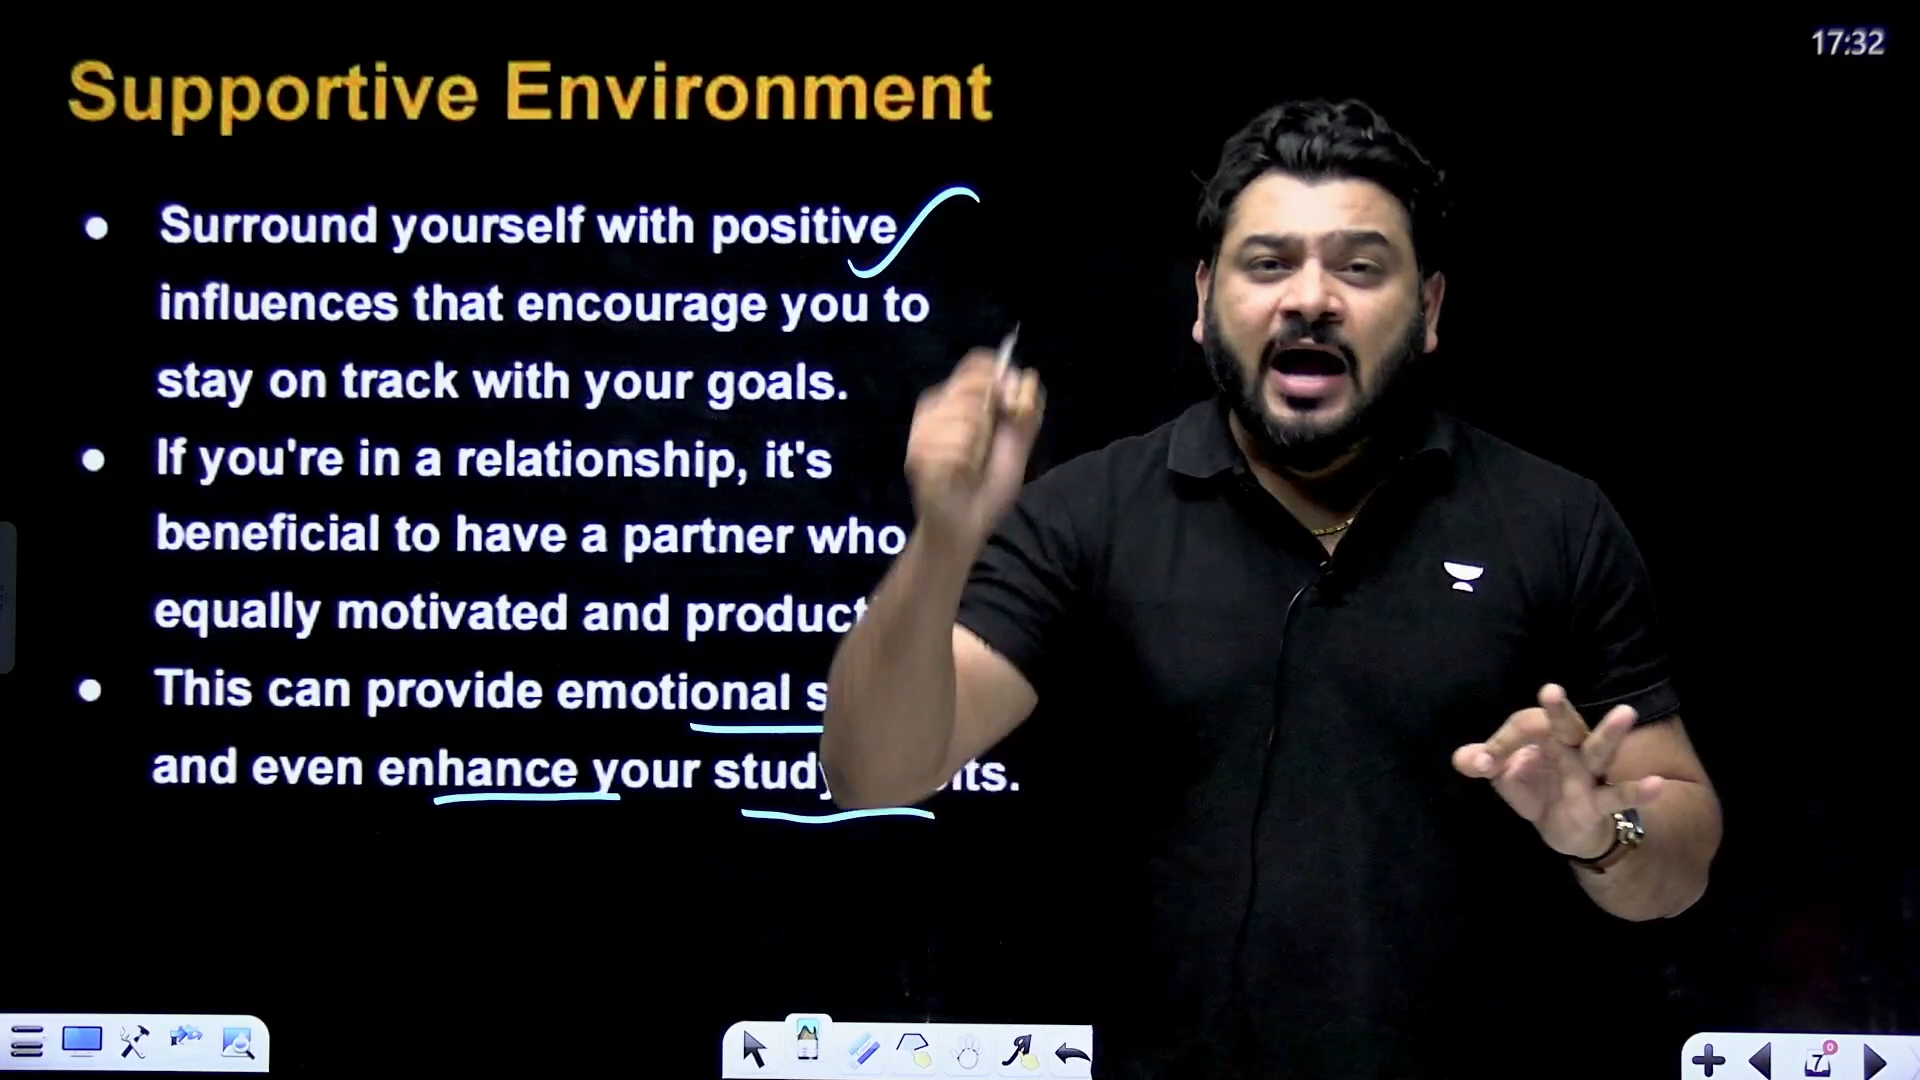 17:32
Supportive Environment
• Surround yourself with positive
influences that encourage you to
stay on track with your goals.
• If you're in a relationship, it's
beneficial to have a partner who
equally motivated and
• This can provide emotional
and even enhance your
7
0